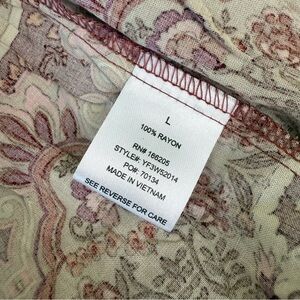 L
100% RAYON
RN# 166205
STYLE#: YF3W52014
PO#: 70134
MADE IN VIETNAM
SEE REVERSE FOR CARE